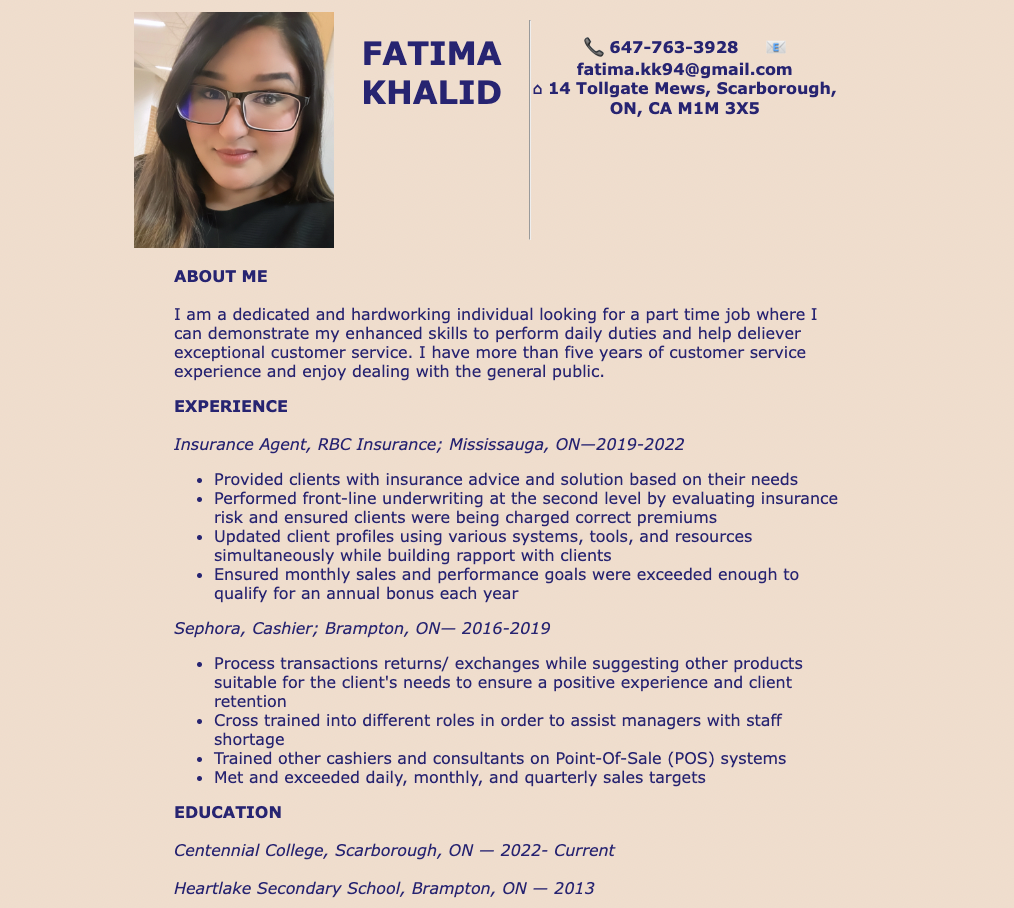 FATIMA
KHALID
📞 647-763-3928 📧
fatima.kk94@gmail.com
⌂ 14 Tollgate Mews, Scarborough,
ON, CA M1M 3X5
ABOUT ME
I am a dedicated and hardworking individual looking for a part time job where I
can demonstrate my enhanced skills to perform daily duties and help deliever
exceptional customer service. I have more than five years of customer service
experience and enjoy dealing with the general public.
EXPERIENCE
Insurance Agent, RBC Insurance; Mississauga, ON—2019-2022
• Provided clients with insurance advice and solution based on their needs
• Performed front-line underwriting at the second level by evaluating insurance
risk and ensured clients were being charged correct premiums
• Updated client profiles using various systems, tools, and resources
simultaneously while building rapport with clients
• Ensured monthly sales and performance goals were exceeded enough to
qualify for an annual bonus each year
Sephora, Cashier; Brampton, ON— 2016-2019
• Process transactions returns/ exchanges while suggesting other products
suitable for the client's needs to ensure a positive experience and client
retention
• Cross trained into different roles in order to assist managers with staff
shortage
• Trained other cashiers and consultants on Point-Of-Sale (POS) systems
• Met and exceeded daily, monthly, and quarterly sales targets
EDUCATION
Centennial College, Scarborough, ON — 2022- Current
Heartlake Secondary School, Brampton, ON — 2013